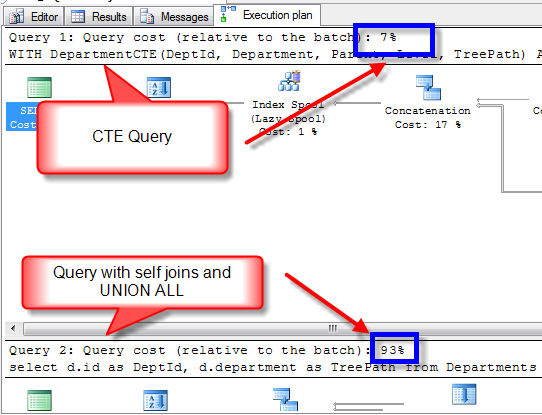 Editor Results Messages Execution plan
Query 1: Query cost (relative to the batch): 7%
WITH DepartmentCTE(DeptId, Department, Parent, Level, TreePath) A
SEL
Cost
Index Spool
(Lazy Spool)
Cost: 1 %
Concatenation
Cost: 17 %
Co
CTE Query
Query with self joins and
UNION ALL
Query 2: Query cost (relative to the batch): 93%
select d.id as DeptId, d.department as TreePath from Departments